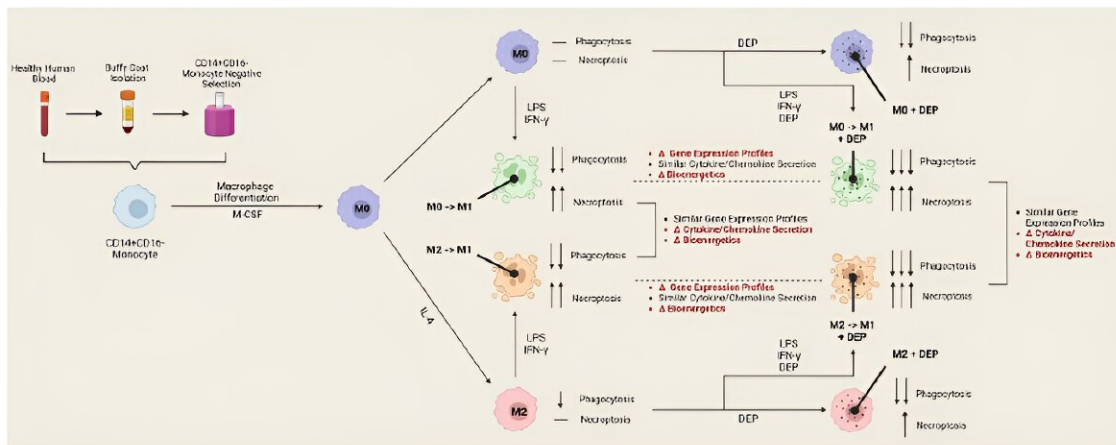 Healthy Human
Blood
Buffy Coat
Isolation
CD14+CD16-
Monocyte Negative
Selection
CD14+CD16-
Monocyte
Macrophage
Differentiation
M-CSF
M0
IL4
M0
Phagocytosis
Necroptosis
DEP
Phagocytosis
Necroptosis
M0 + DEP
LPS
IFN-γ
LPS
IFN-γ
DEP
M0 -> M1
+ DEP
M0 -> M1
Phagocytosis
Necroptosis
• Δ Gene Expression Profiles
• Similar Cytokine/Chemokine Secretion
• Δ Bioenergetics
Phagocytosis
Necroptosis
• Similar Gene Expression Profiles
• Δ Cytokine/Chemokine Secretion
• Δ Bioenergetics
• Similar Gene
Expression Profiles
• Δ Cytokine/
Chemokine Secretion
• Δ Bioenergetics
M2 -> M1
Phagocytosis
Necroptosis
• Δ Gene Expression Profiles
• Similar Cytokine/Chemokine Secretion
• Δ Bioenergetics
Phagocytosis
Necroptosis
M2 -> M1
+ DEP
LPS
IFN-γ
LPS
IFN-γ
DEP
M2 + DEP
M2
Phagocytosis
Necroptosis
DEP
Phagocytosis
Necroptosis